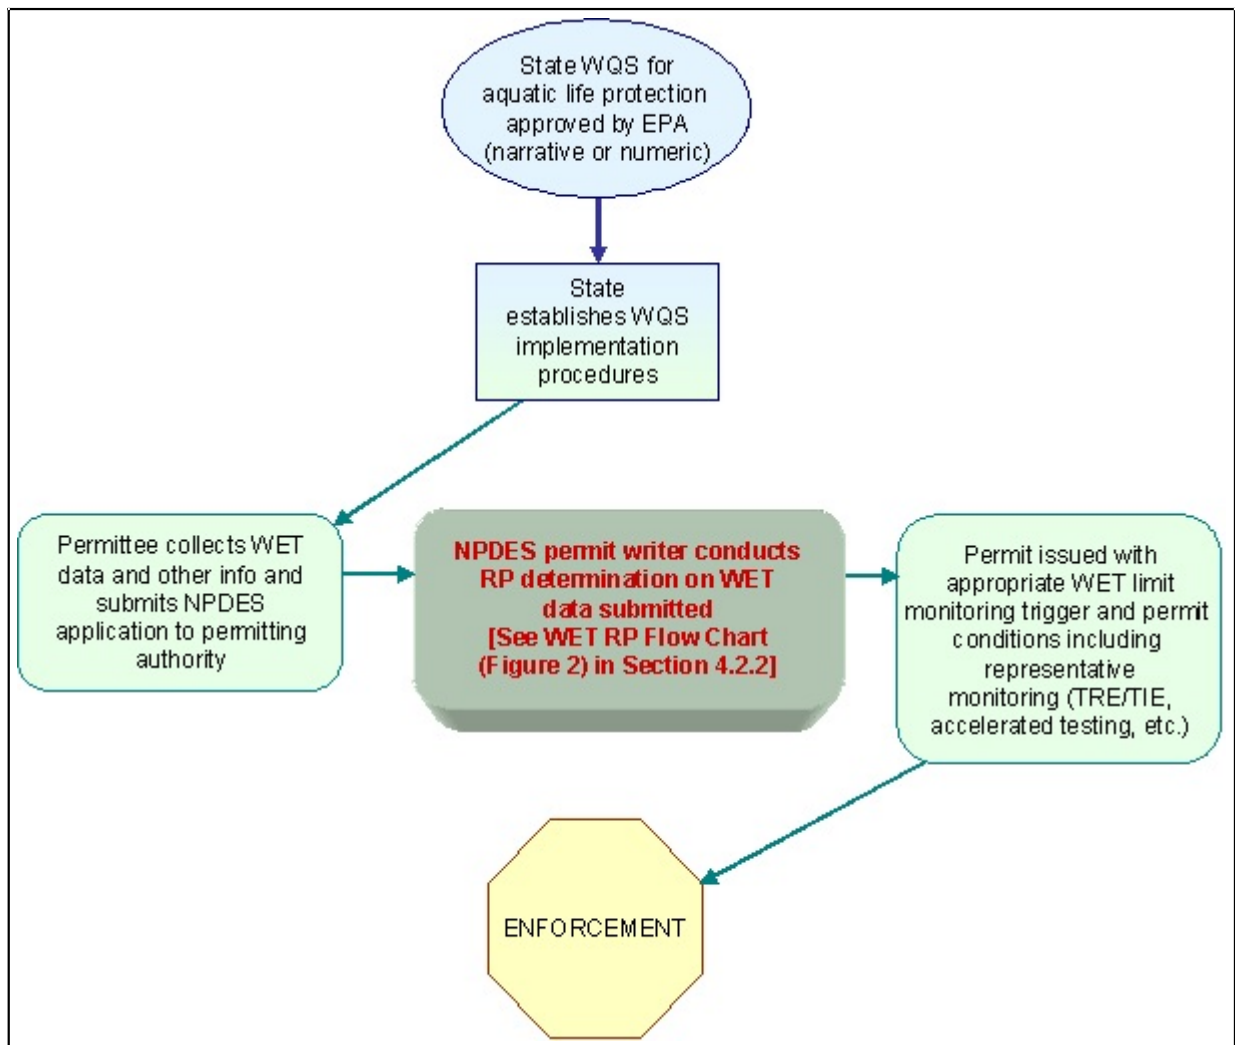 State WQS for
aquatic life protection
approved by EPA
(narrative or numeric)
State
establishes WQS
implementation
procedures
Permittee collects WET
data and other info and
submits NPDES
application to permitting
authority
NPDES permit writer conducts
RP determination on WET
data submitted
[See WET RP Flow Chart
(Figure 2) in Section 4.2.2]
Permit issued with
appropriate WET limit
monitoring trigger and permit
conditions including
representative
monitoring (TRE/TIE,
accelerated testing, etc.)
ENFORCEMENT